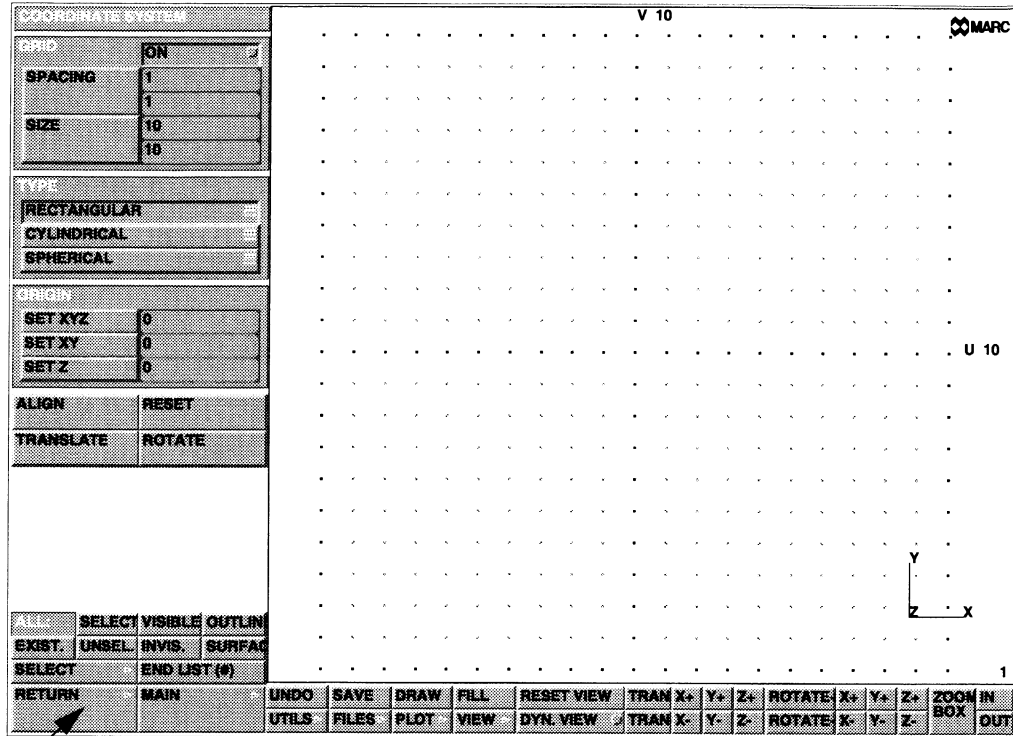 COORDINATE SYSTEM
GRID ON
SPACING 1
1
SIZE 10
10
TYPE
RECTANGULAR
CYLINDRICAL
SPHERICAL
ORIGIN
SET XYZ 0
SET XY 0
SET Z 0
ALIGN RESET
TRANSLATE ROTATE
ALL SELECT VISIBLE OUTLIN
EXIST. UNSEL. INVIS. SURFAC
SELECT END LIST (#)
RETURN MAIN
V 10
MARC
U 10
Y
Z X
1
UNDO SAVE DRAW FILL RESET VIEW TRAN X+ Y+ Z+ ROTATE X+ Y+ Z+ ZOOM IN
UTILS FILES PLOT VIEW DYN. VIEW TRAN X- Y- Z- ROTATE X- Y- Z- BOX OUT